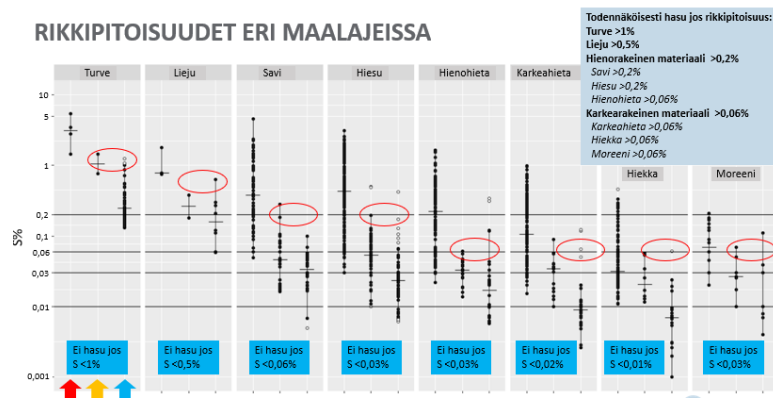 RIKKIPITOISUUDET ERI MAALAJEISSA
Todennäköisesti hasu jos rikkipitoisuus:
Turve >1%
Lieju >0,5%
Hienorakeinen materiaali >0,2%
Savi >0,2%
Hiesu >0,2%
Hienohieta >0,06%
Karkearakeinen materiaali >0,06%
Karkeahieta >0,06%
Hiekka >0,06%
Moreeni >0,06%
Turve
Lieju
Savi
Hiesu
Hienohieta
Karkeahieta
Hiekka
Moreeni
S%
10
5
1
0,2
0,1
0,06
0,03
0,01
0,001
Ei hasu jos
S <1%
Ei hasu jos
S <0,5%
Ei hasu jos
S <0,06%
Ei hasu jos
S <0,03%
Ei hasu jos
S <0,03%
Ei hasu jos
S <0,02%
Ei hasu jos
S <0,01%
Ei hasu jos
S <0,03%